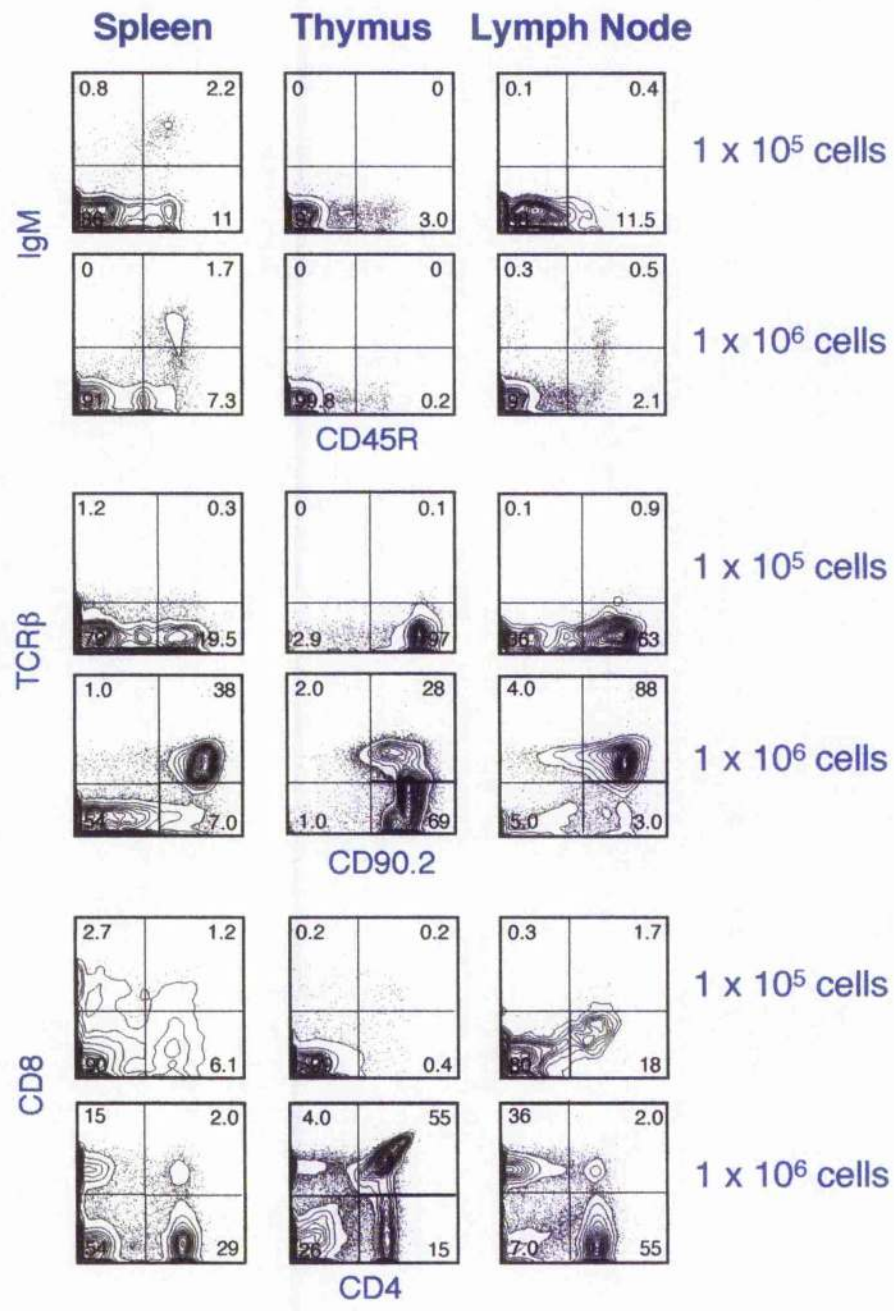 Spleen Thymus Lymph Node
0.8 2.2 0 0 0.1 0.4
1 x 10⁵ cells
11 97 3.0 11.5
IgM
0 1.7 0 0 0.3 0.5
1 x 10⁶ cells
91 7.3 99.8 0.2 97 2.1
CD45R
1.2 0.3 0 0.1 0.1 0.9
1 x 10⁵ cells
79 19.5 2.9 97 36 63
TCRβ
1.0 38 2.0 28 4.0 88
1 x 10⁶ cells
54 7.0 1.0 69 5.0 3.0
CD90.2
2.7 1.2 0.2 0.2 0.3 1.7
1 x 10⁵ cells
90 6.1 99 0.4 80 18
CD8
15 2.0 4.0 55 36 2.0
1 x 10⁶ cells
54 29 26 15 7.0 55
CD4